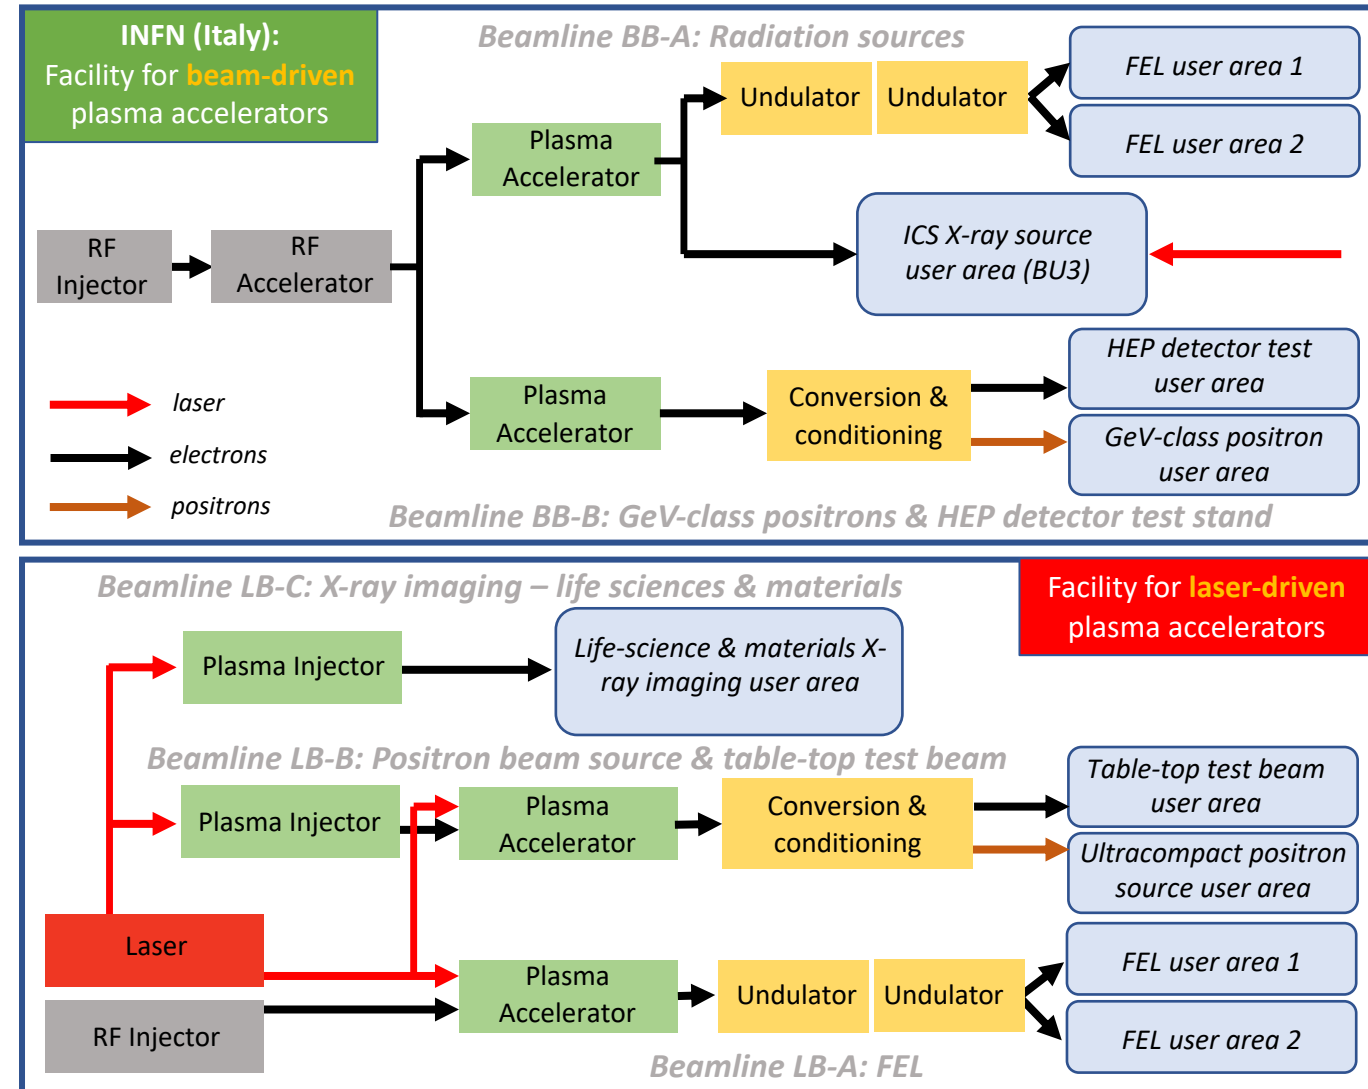 INFN (Italy):
Facility for beam-driven
plasma accelerators
Beamline BB-A: Radiation sources
Undulator
Undulator
FEL user area 1
FEL user area 2
Plasma
Accelerator
RF
Injector
RF
Accelerator
ICS X-ray source
user area (BU3)
laser
electrons
positrons
Plasma
Accelerator
Conversion &
conditioning
HEP detector test
user area
GeV-class positron
user area
Beamline BB-B: GeV-class positrons & HEP detector test stand
Beamline LB-C: X-ray imaging – life sciences & materials
Facility for laser-driven
plasma accelerators
Plasma Injector
Life-science & materials X-
ray imaging user area
Beamline LB-B: Positron beam source & table-top test beam
Plasma Injector
Plasma
Accelerator
Conversion &
conditioning
Table-top test beam
user area
Ultracompact positron
source user area
Laser
RF Injector
Plasma
Accelerator
Undulator
Undulator
FEL user area 1
FEL user area 2
Beamline LB-A: FEL